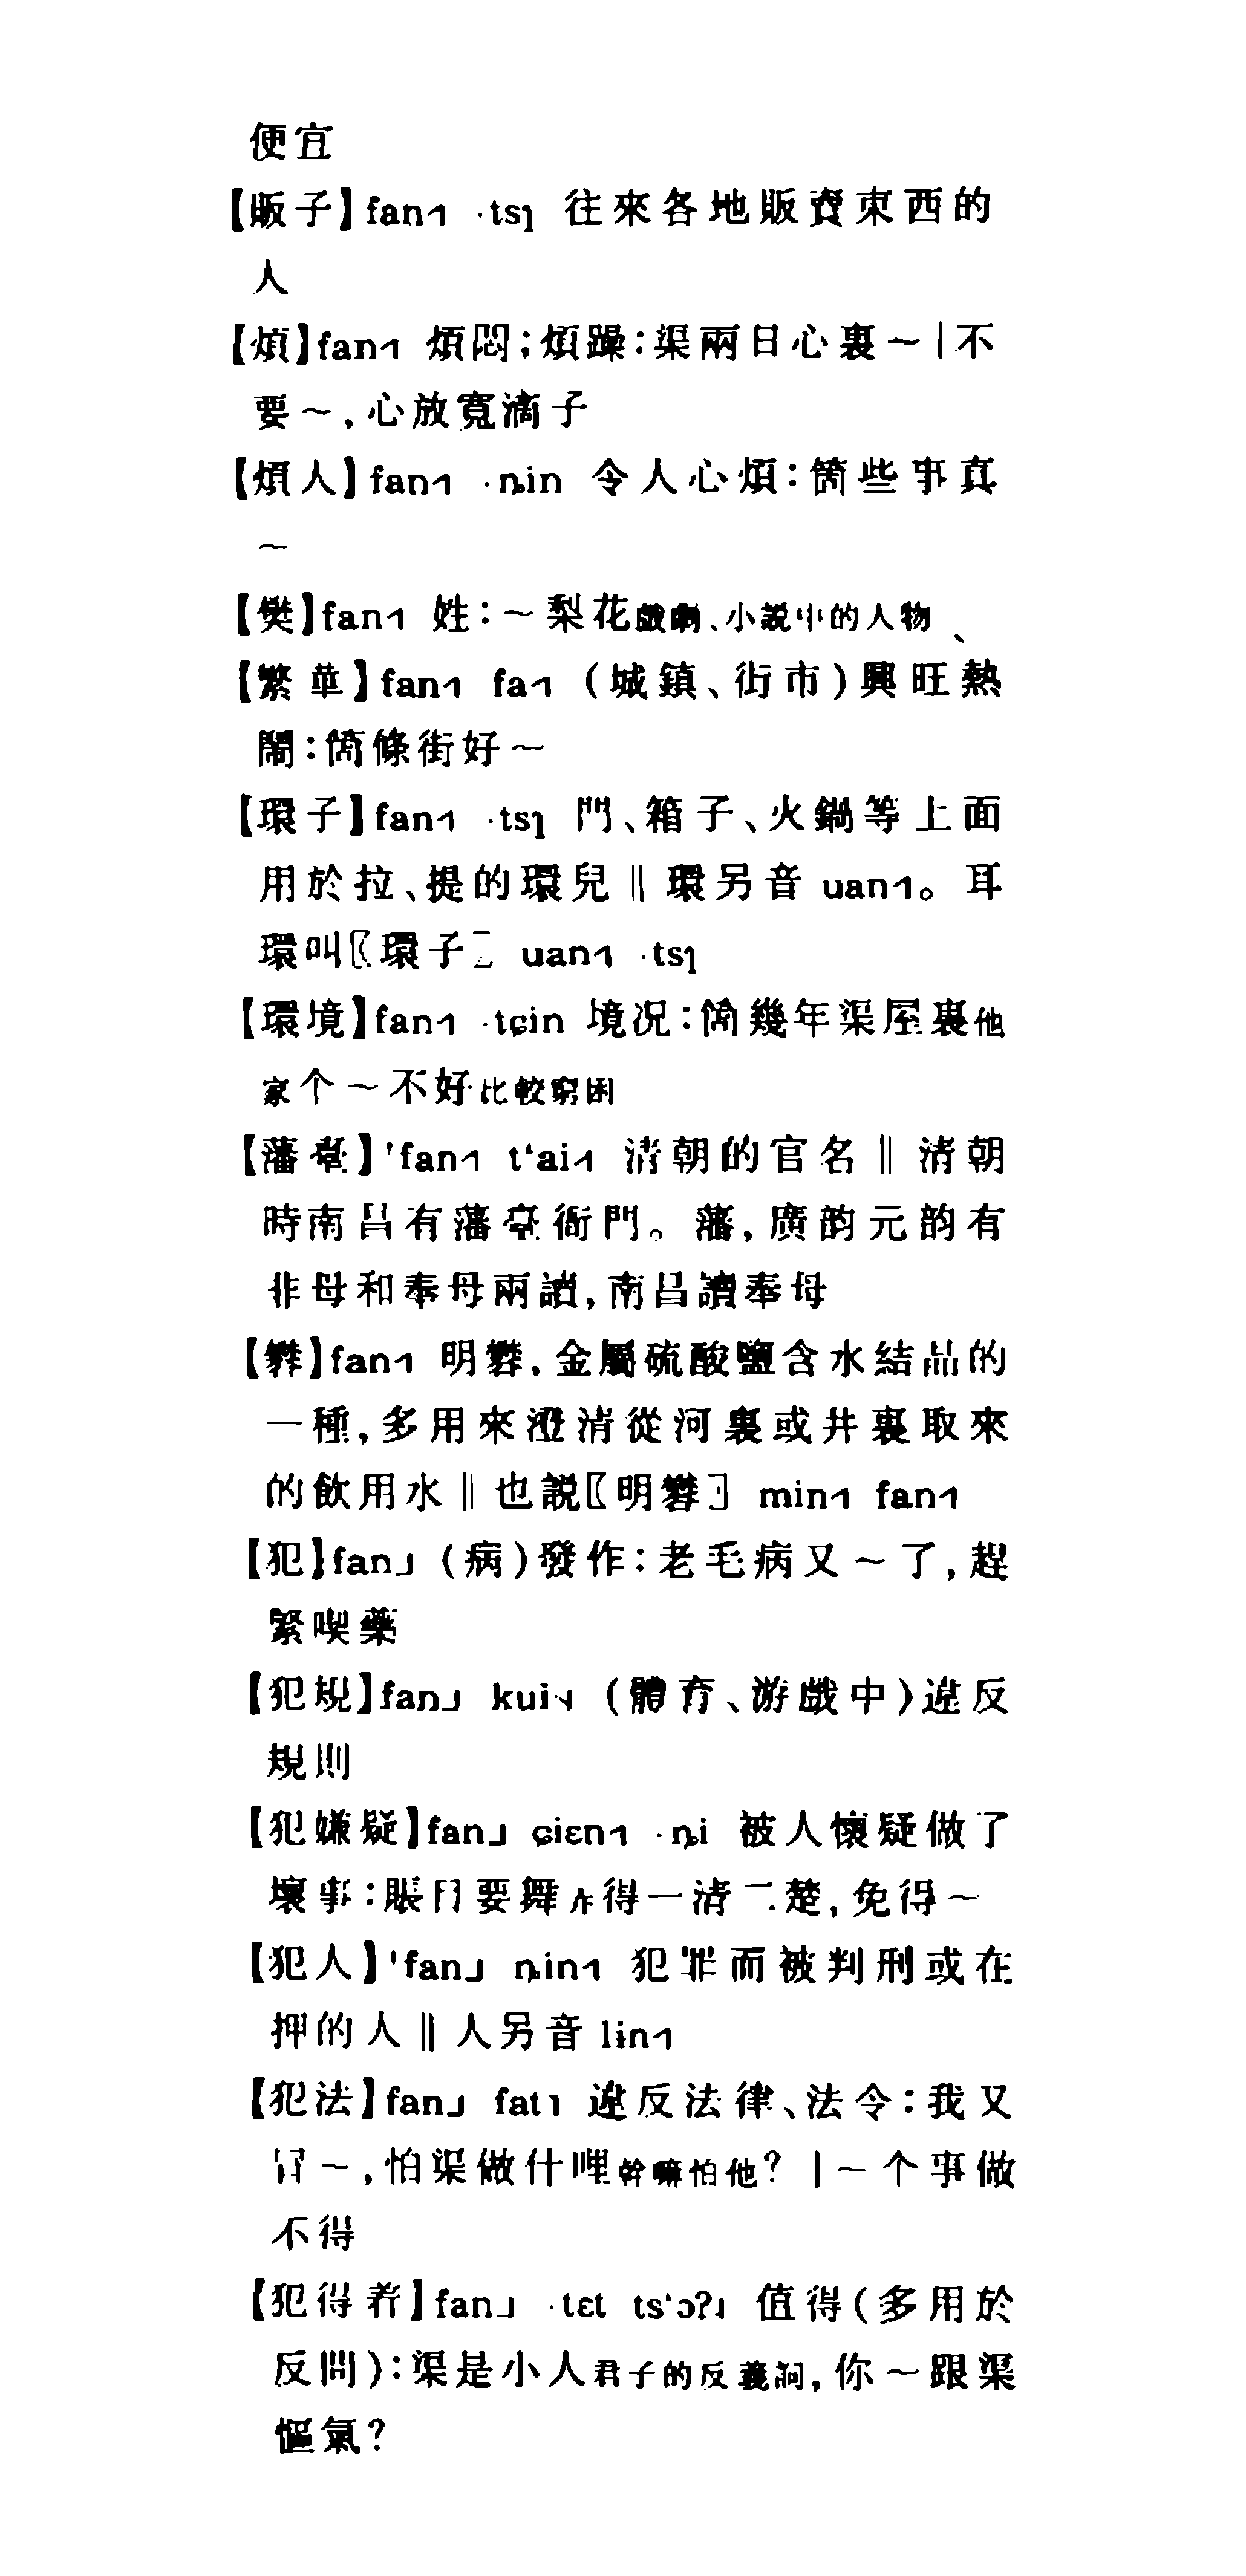 便宜
【販子】fan˧˥ ·tsɿ 往來各地販賣東西的
人
【煩】fan˧˥ 煩悶；煩躁：渠兩日心裏～｜不
要～，心放寬滴子
【煩人】fan˧˥ ·n̠in 令人心煩：箇些事真
～
【樊】fan˧˥ 姓：～梨花戲劇、小說中的人物
【繁華】fan˧˥ fa˧˥ （城鎮、街市）興旺、熱
鬧：箇條街好～
【環子】fan˧˥ ·tsɿ 門、箱子、火鍋等上面
用於拉、提的環兒‖環另音 uan˧˥。耳
環叫〖環子〗 uan˧˥ ·tsɿ
【環境】fan˧˥ ·tɕin 境況：箇幾年渠屋裏他
家个～不好比較窮困
【藩臺】ˈfan˧˥ tʻai˧˥ 清朝的官名‖清朝
時南昌有藩臺衙門。藩，廣韵元韵有
非母和奉母兩讀，南昌讀奉母
【礬】fan˧˥ 明礬，金屬硫酸鹽含水結晶的
一種，多用來澄清從河裏或井裏取來
的飲用水‖也説〖明礬〗 min˧˥ fan˧˥
【犯】fan˩ （病）發作：老毛病又～了，趕
緊喫藥
【犯規】fan˩ kui˦˨ （體育、游戲中）違反
規則
【犯嫌疑】fan˩ ɕiɛn˧˥ ·n̠i 被人懷疑做了
壞事：賬目要舞弄得一清二楚，免得～
【犯人】ˈfan˩ n̠in˧˥ 犯罪而被判刑或在
押的人‖人另音 lin˧˥
【犯法】fan˩ fat˥ 違反法律、法令：我又
冒～，怕渠做什哩幹嘛怕他？｜～个事做
不得
【犯得着】fan˩ ·tɛt tsʻɔʔ˩ 值得（多用於
反問）：渠是小人君子的反義詞，你～跟渠
慪氣？